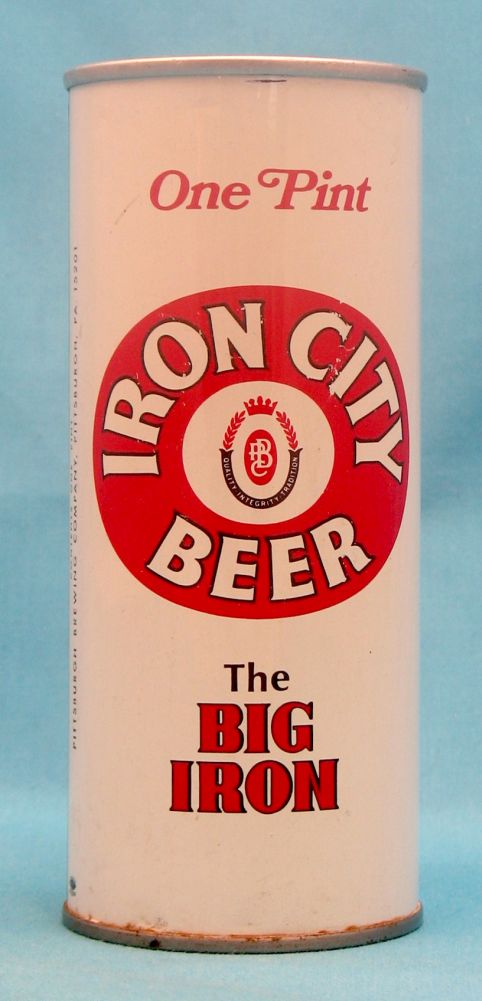 One Pint
IRON CITY
BEER
PBC
QUALITY · INTEGRITY · TRADITION
The
BIG
IRON
PITTSBURGH BREWING COMPANY, PITTSBURGH, PA 15201